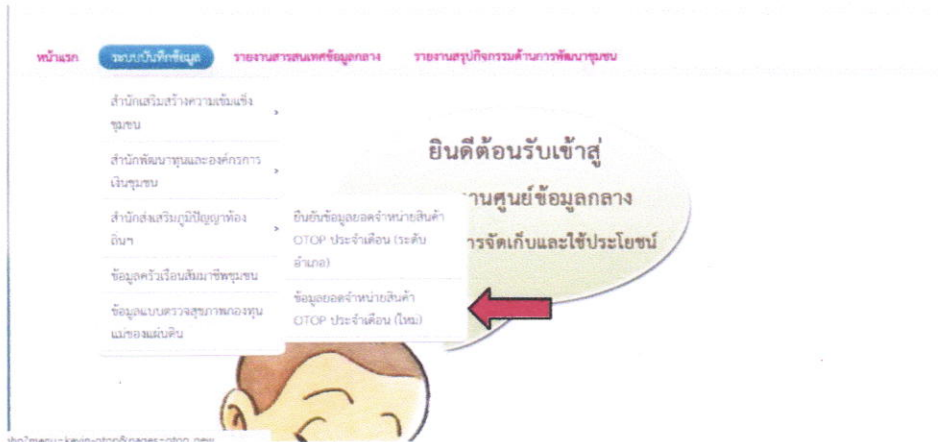 หน้าแรก ระบบบันทึกข้อมูล รายงานสารสนเทศข้อมูลกลาง รายงานสรุปกิจกรรมด้านการพัฒนาชุมชน
สำนักเสริมสร้างความเข้มแข็ง
ชุมชน
สำนักพัฒนาทุนและองค์กรการ
เงินชุมชน
สำนักส่งเสริมภูมิปัญญาท้อง
ถิ่นฯ
ข้อมูลครัวเรือนสัมมาชีพชุมชน
ข้อมูลแบบตรวจสุขภาพกองทุน
แม่ของแผ่นดิน
ยืนยันข้อมูลยอดจำหน่ายสินค้า
OTOP ประจำเดือน (ระดับ
อำเภอ)
ข้อมูลยอดจำหน่ายสินค้า
OTOP ประจำเดือน (ใหม่)
ยินดีต้อนรับเข้าสู่
านศูนย์ข้อมูลกลาง
ารจัดเก็บและใช้ประโยชน์